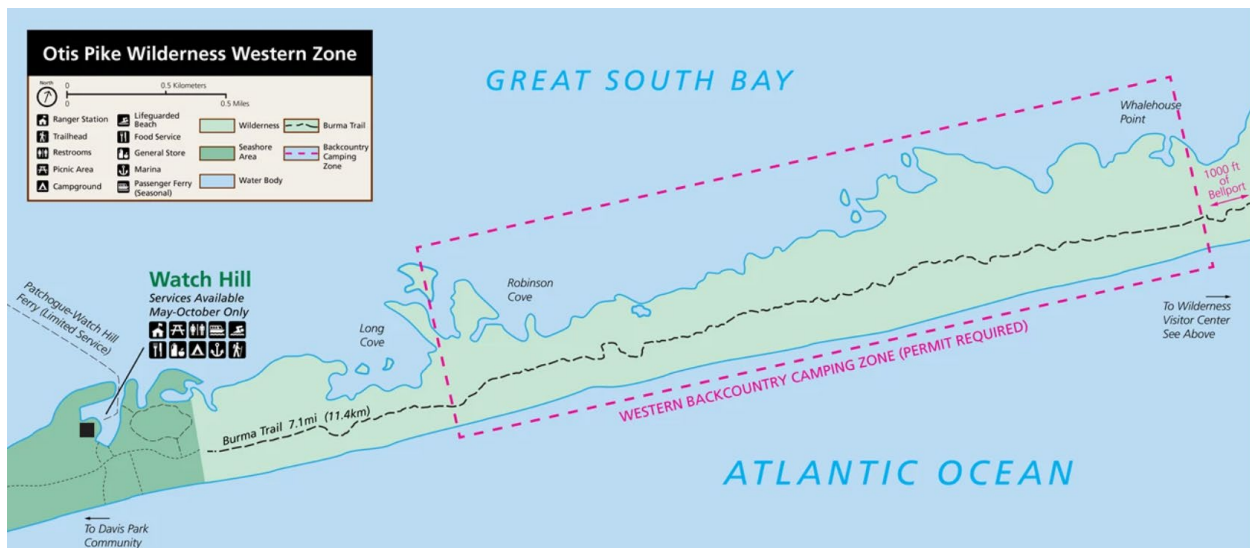 Otis Pike Wilderness Western Zone
North
0 0.5 Kilometers
0 0.5 Miles
Ranger Station
Trailhead
Restrooms
Picnic Area
Campground
Lifeguarded
Beach
Food Service
General Store
Marina
Passenger Ferry
(Seasonal)
Wilderness
Seashore
Area
Water Body
Burma Trail
Backcountry
Camping
Zone
GREAT SOUTH BAY
Whalehouse
Point
1000 ft
of
Bellport
Watch Hill
Services Available
May-October Only
Patchogue-Watch Hill
Ferry (Limited Service)
Robinson
Cove
Long
Cove
To Wilderness
Visitor Center
See Above
WESTERN BACKCOUNTRY CAMPING ZONE (PERMIT REQUIRED)
Burma Trail 7.1mi (11.4km)
ATLANTIC OCEAN
To Davis Park
Community